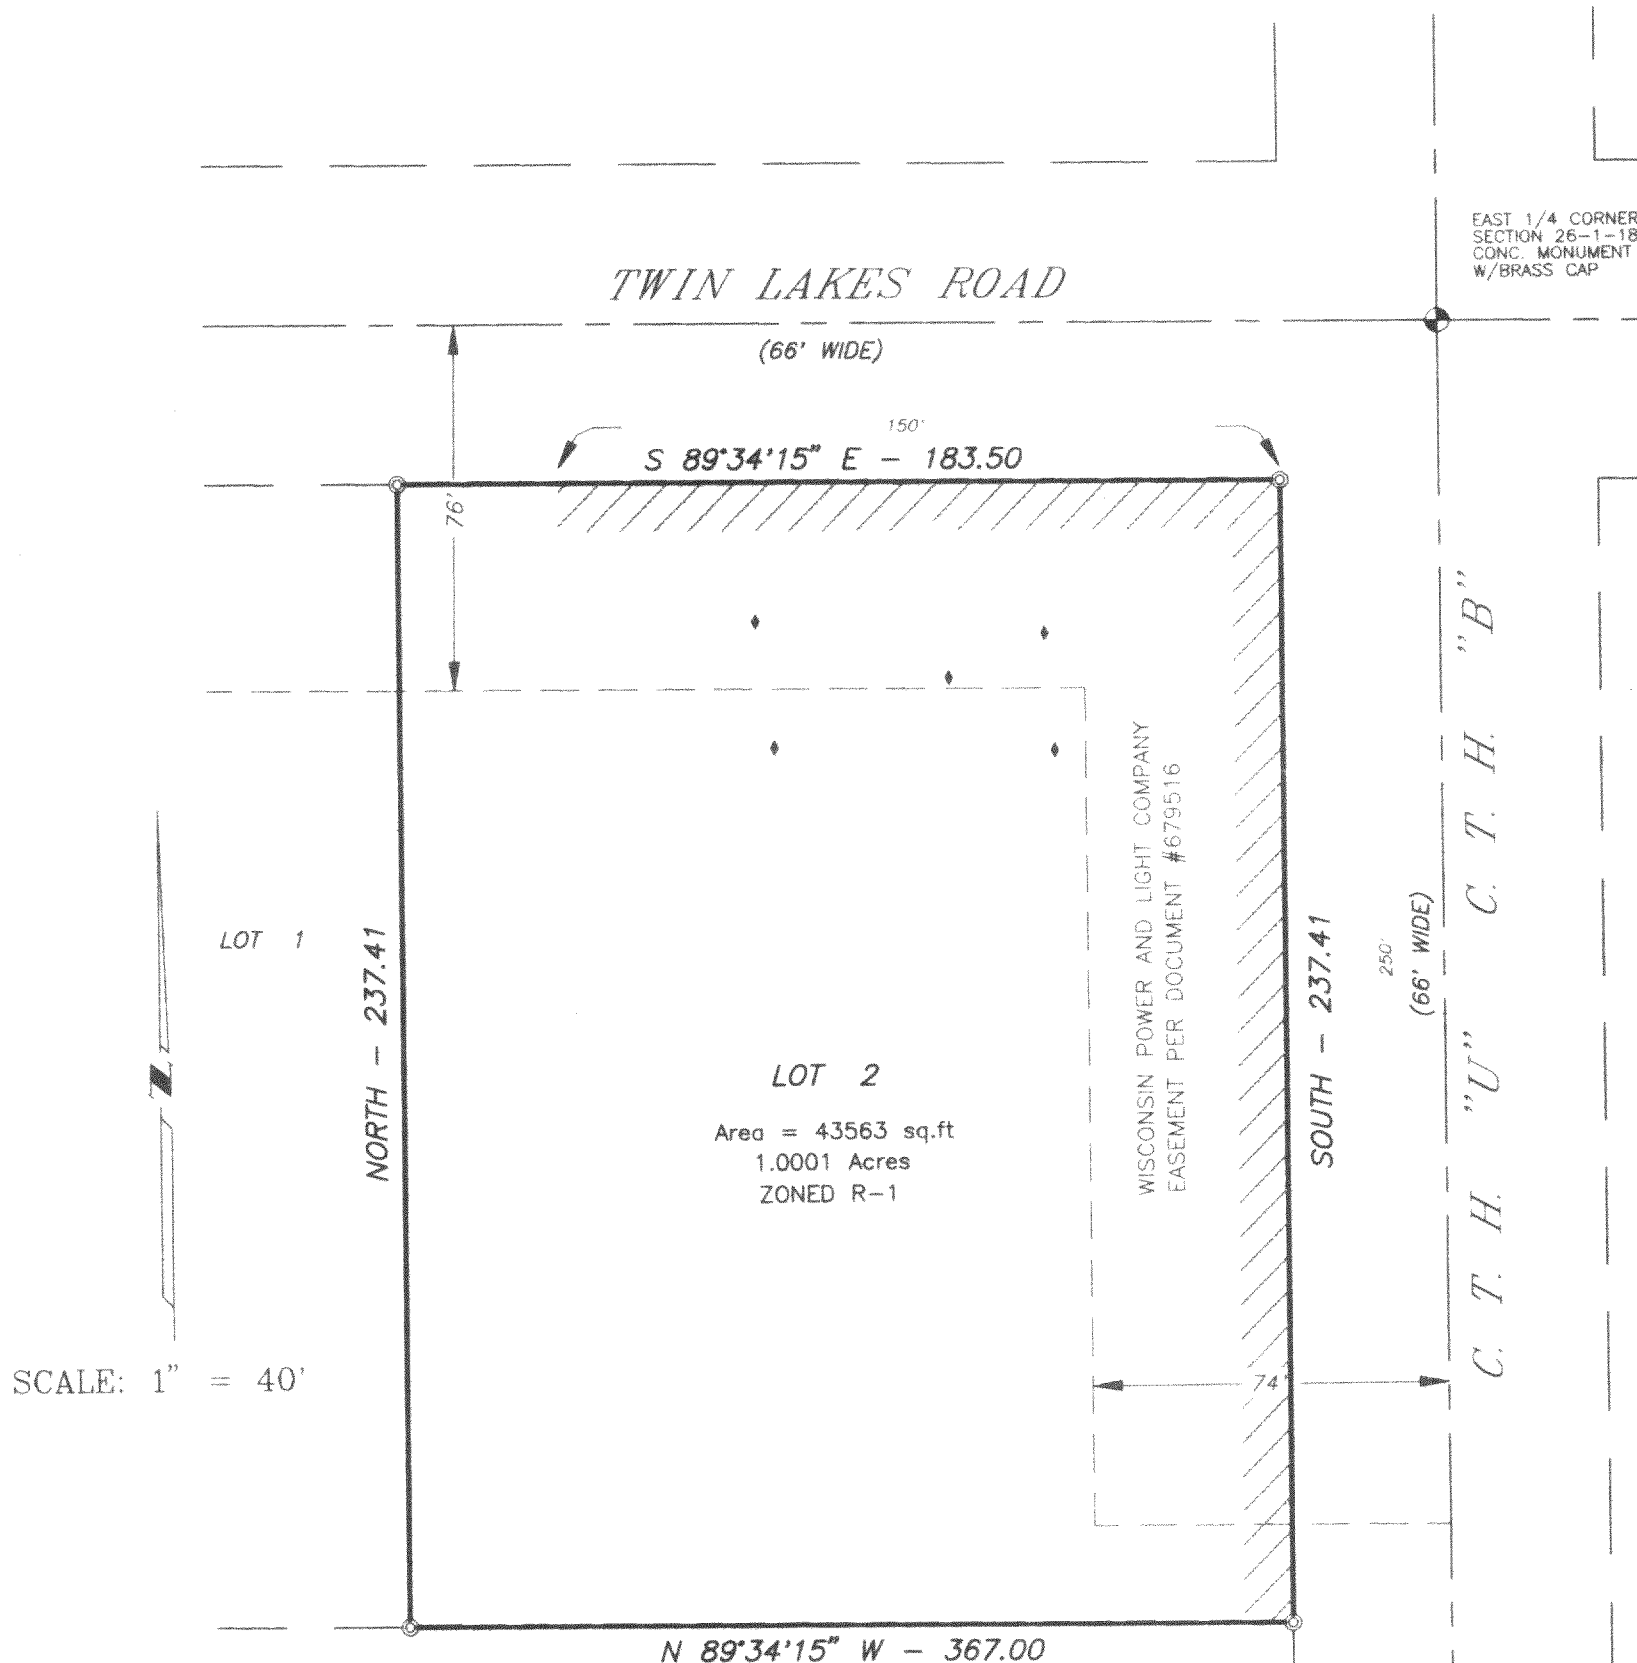 EAST 1/4 CORNER
SECTION 26-1-18
CONC. MONUMENT
W/BRASS CAP
TWIN LAKES ROAD
(66' WIDE)
150'
S 89°34'15" E - 183.50
76'
"B"
C. T. H.
WISCONSIN POWER AND LIGHT COMPANY
EASEMENT PER DOCUMENT #679516
LOT 1
NORTH - 237.41
SOUTH - 237.41
250'
(66' WIDE)
"U"
C. T. H.
N
LOT 2
Area = 43563 sq.ft
1.0001 Acres
ZONED R-1
SCALE: 1" = 40'
74'
N 89°34'15" W - 367.00